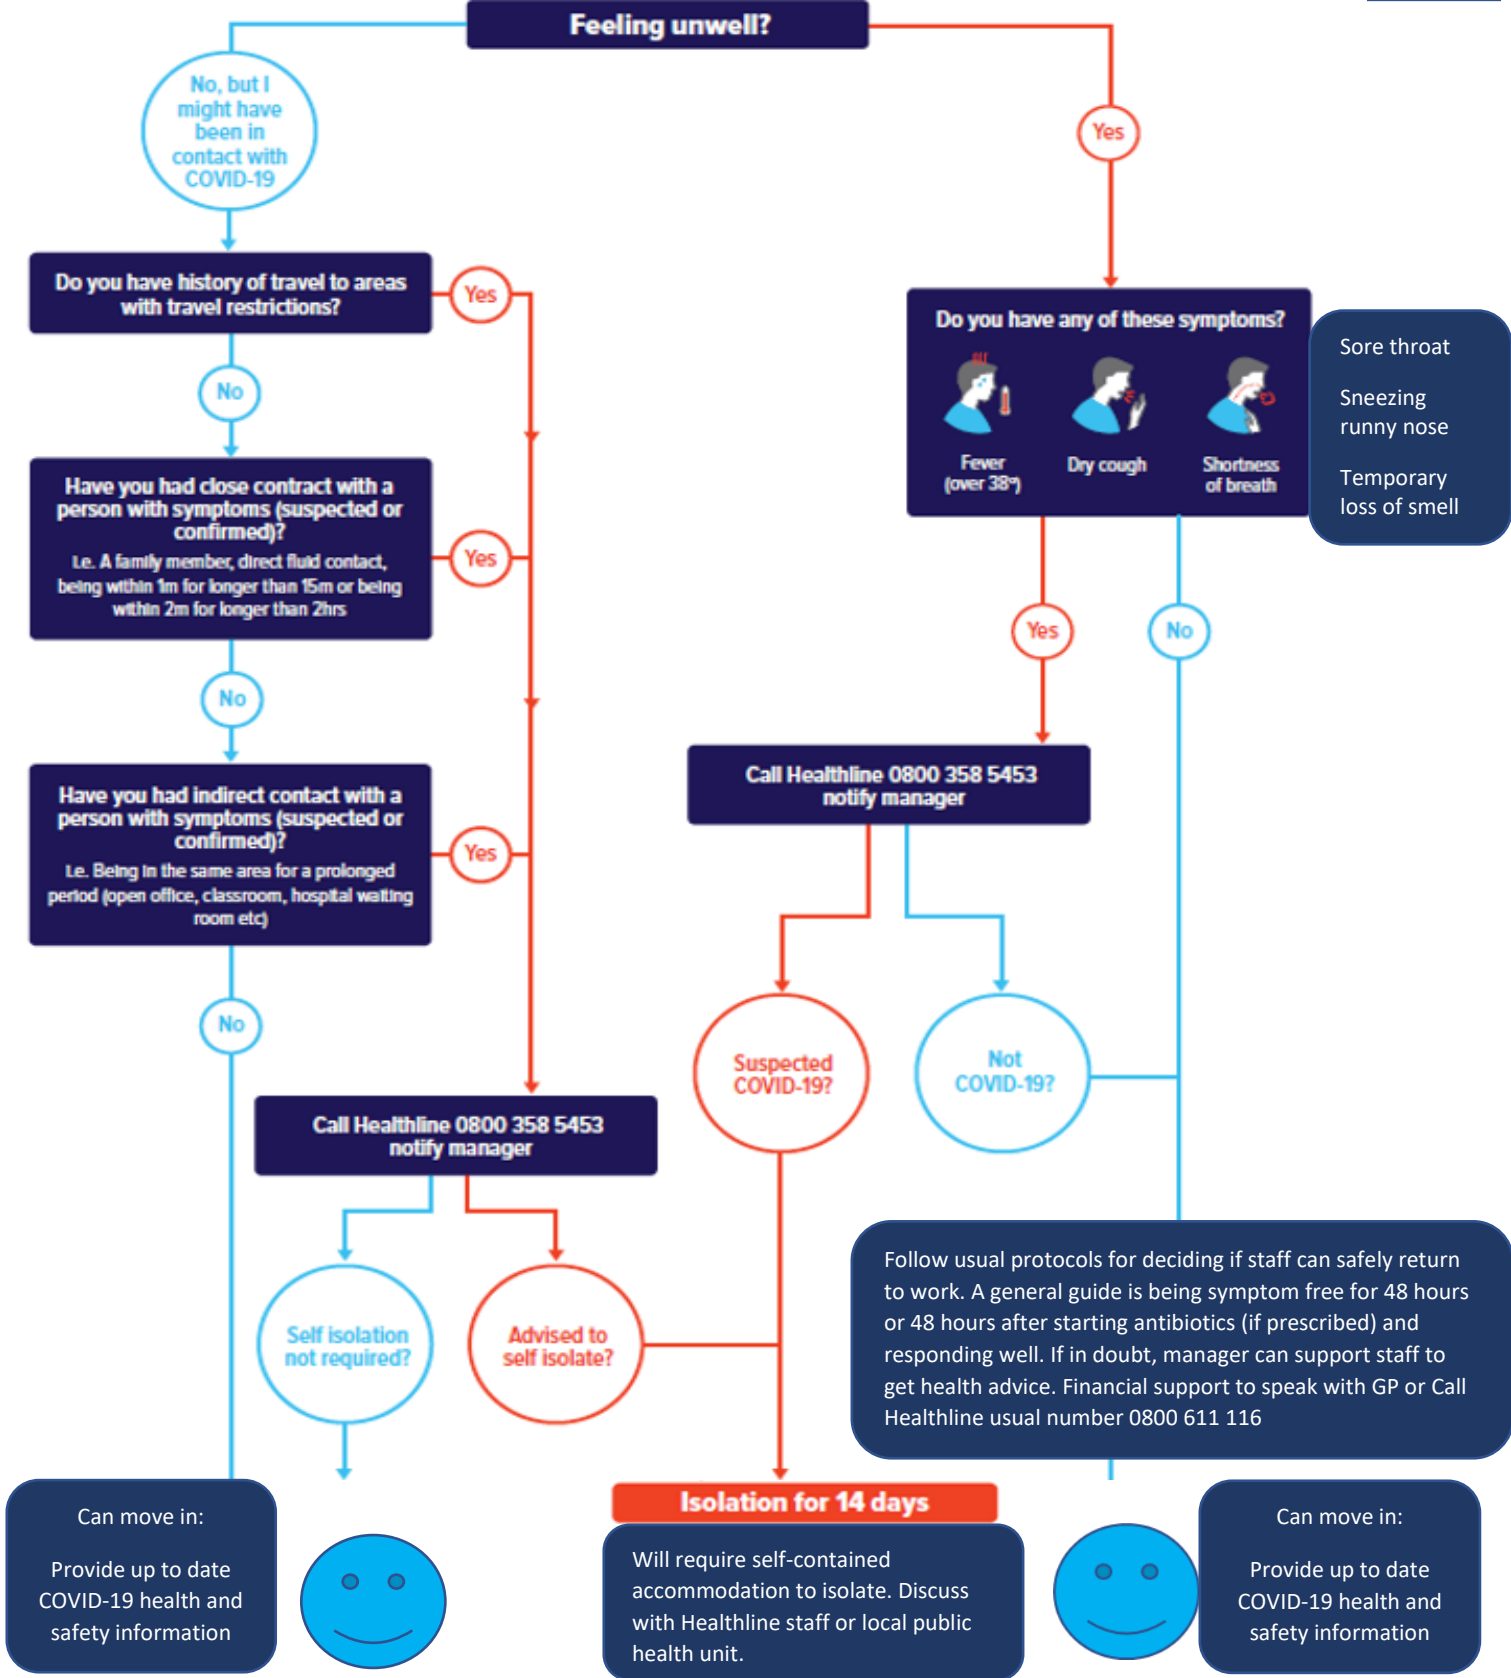 Feeling unwell?
No, but I
might have
been in
contact with
COVID-19
Yes
Do you have history of travel to areas
with travel restrictions?
Yes
No
Have you had close contract with a
person with symptoms (suspected or
confirmed)?
i.e. A family member, direct fluid contact,
being within 1m for longer than 15m or being
within 2m for longer than 2hrs
Yes
No
Have you had indirect contact with a
person with symptoms (suspected or
confirmed)?
i.e. Being in the same area for a prolonged
period (open office, classroom, hospital waiting
room etc)
Yes
No
Call Healthline 0800 358 5453
notify manager
Self isolation
not required?
Advised to
self isolate?
Do you have any of these symptoms?
Fever
(over 38º)
Dry cough
Shortness
of breath
Sore throat
Sneezing
runny nose
Temporary
loss of smell
Yes
No
Call Healthline 0800 358 5453
notify manager
Suspected
COVID-19?
Not
COVID-19?
Follow usual protocols for deciding if staff can safely return
to work. A general guide is being symptom free for 48 hours
or 48 hours after starting antibiotics (if prescribed) and
responding well. If in doubt, manager can support staff to
get health advice. Financial support to speak with GP or Call
Healthline usual number 0800 611 116
Can move in:
Provide up to date
COVID-19 health and
safety information
Isolation for 14 days
Will require self-contained
accommodation to isolate. Discuss
with Healthline staff or local public
health unit.
Can move in:
Provide up to date
COVID-19 health and
safety information